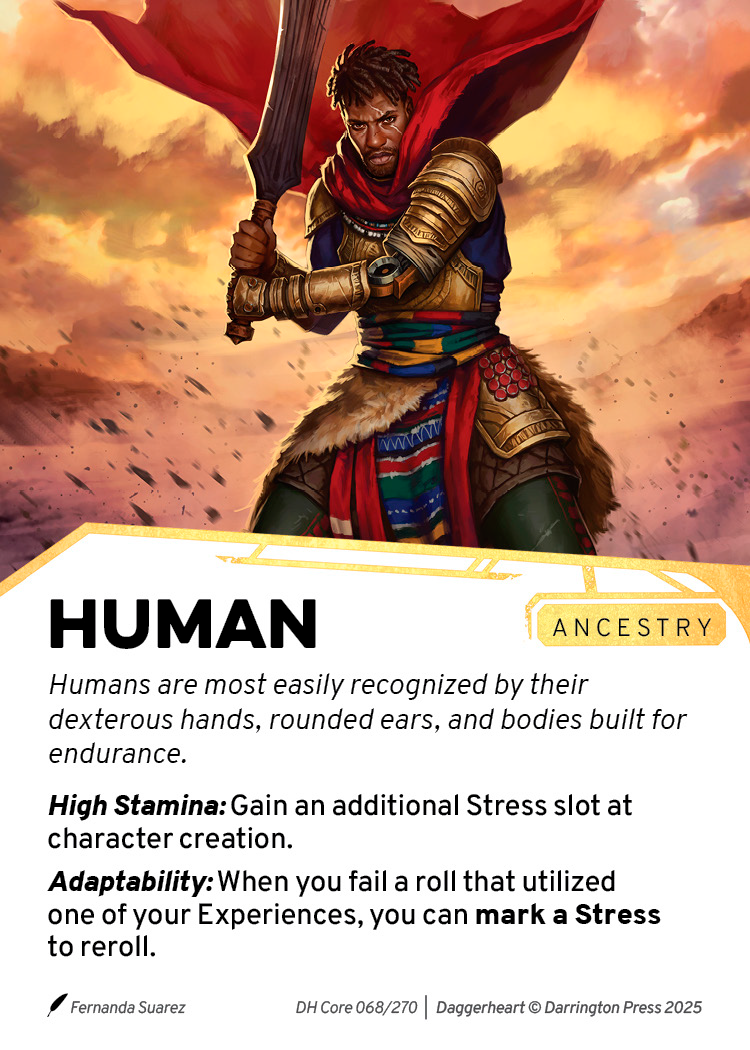 HUMAN
ANCESTRY
Humans are most easily recognized by their
dexterous hands, rounded ears, and bodies built for
endurance.
High Stamina: Gain an additional Stress slot at
character creation.
Adaptability: When you fail a roll that utilized
one of your Experiences, you can mark a Stress
to reroll.
Fernanda Suarez
DH Core 068/270 | Daggerheart © Darrington Press 2025